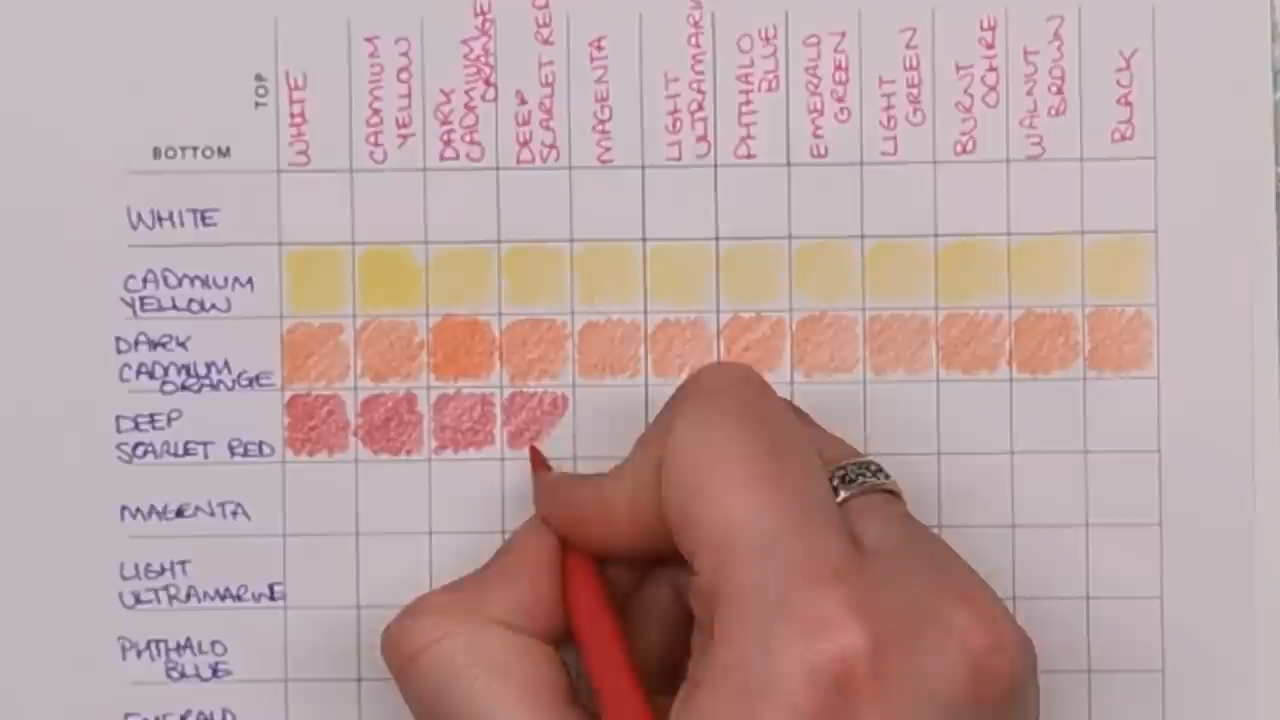 TOP
BOTTOM
WHITE
CADMIUM
YELLOW
DARK
CADMIUM
ORANGE
DEEP
SCARLET RED
MAGENTA
LIGHT
ULTRAMARIN
PHTHALO
BLUE
EMERALD
GREEN
LIGHT
GREEN
BURNT
OCHRE
WALNUT
BROWN
BLACK
WHITE
CADMIUM
YELLOW
DARK
CADMIUM
ORANGE
DEEP
SCARLET RED
MAGENTA
LIGHT
ULTRAMARINE
PHTHALO
BLUE
EMERALD